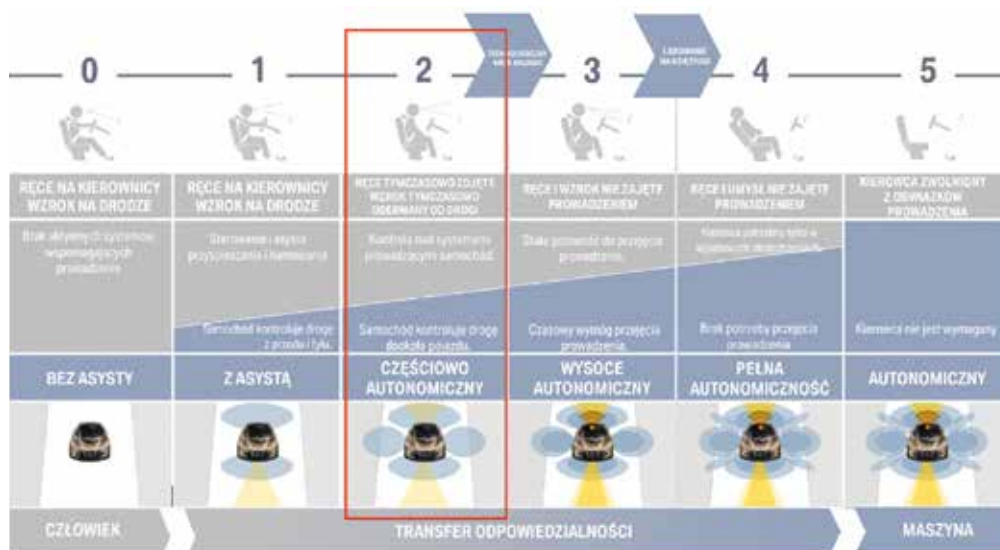 0 1 2 3 4 5
RĘCE NA KIEROWNICY
WZROK NA DRODZE
RĘCE NA KIEROWNICY
WZROK NA DRODZE
RĘCE TYMCZASOWO ZDJĘTE
WZROK TYMCZASOWO
ODERWANY OD DROGI
RĘCE I WZROK NIE ZAJĘTE
PROWADZENIEM
RĘCE I UMYSŁ NIE ZAJĘTE
PROWADZENIEM
KIEROWCA ZWOLNIONY
Z OBOWIĄZKÓW
PROWADZENIA
Brak aktywnych systemów
wspomagających
prowadzenie
Sterowanie i asysta
przyspieszania i hamowania
Kontrola nad systemami
prowadzącymi samochód.
Stała gotowość do przejęcia
prowadzenia.
Samochód kontroluje drogę
z przodu i tyłu.
Samochód kontroluje drogę
dookoła pojazdu.
Czasowy wymóg przejęcia
prowadzenia.
Brak potrzeby przejęcia
prowadzenia
Kierowca nie jest wymagany
BEZ ASYSTY
Z ASYSTĄ
CZĘŚCIOWO
AUTONOMICZNY
WYSOCE
AUTONOMICZNY
PEŁNA
AUTONOMICZNOŚĆ
AUTONOMICZNY
CZŁOWIEK
TRANSFER ODPOWIEDZIALNOŚCI
MASZYNA